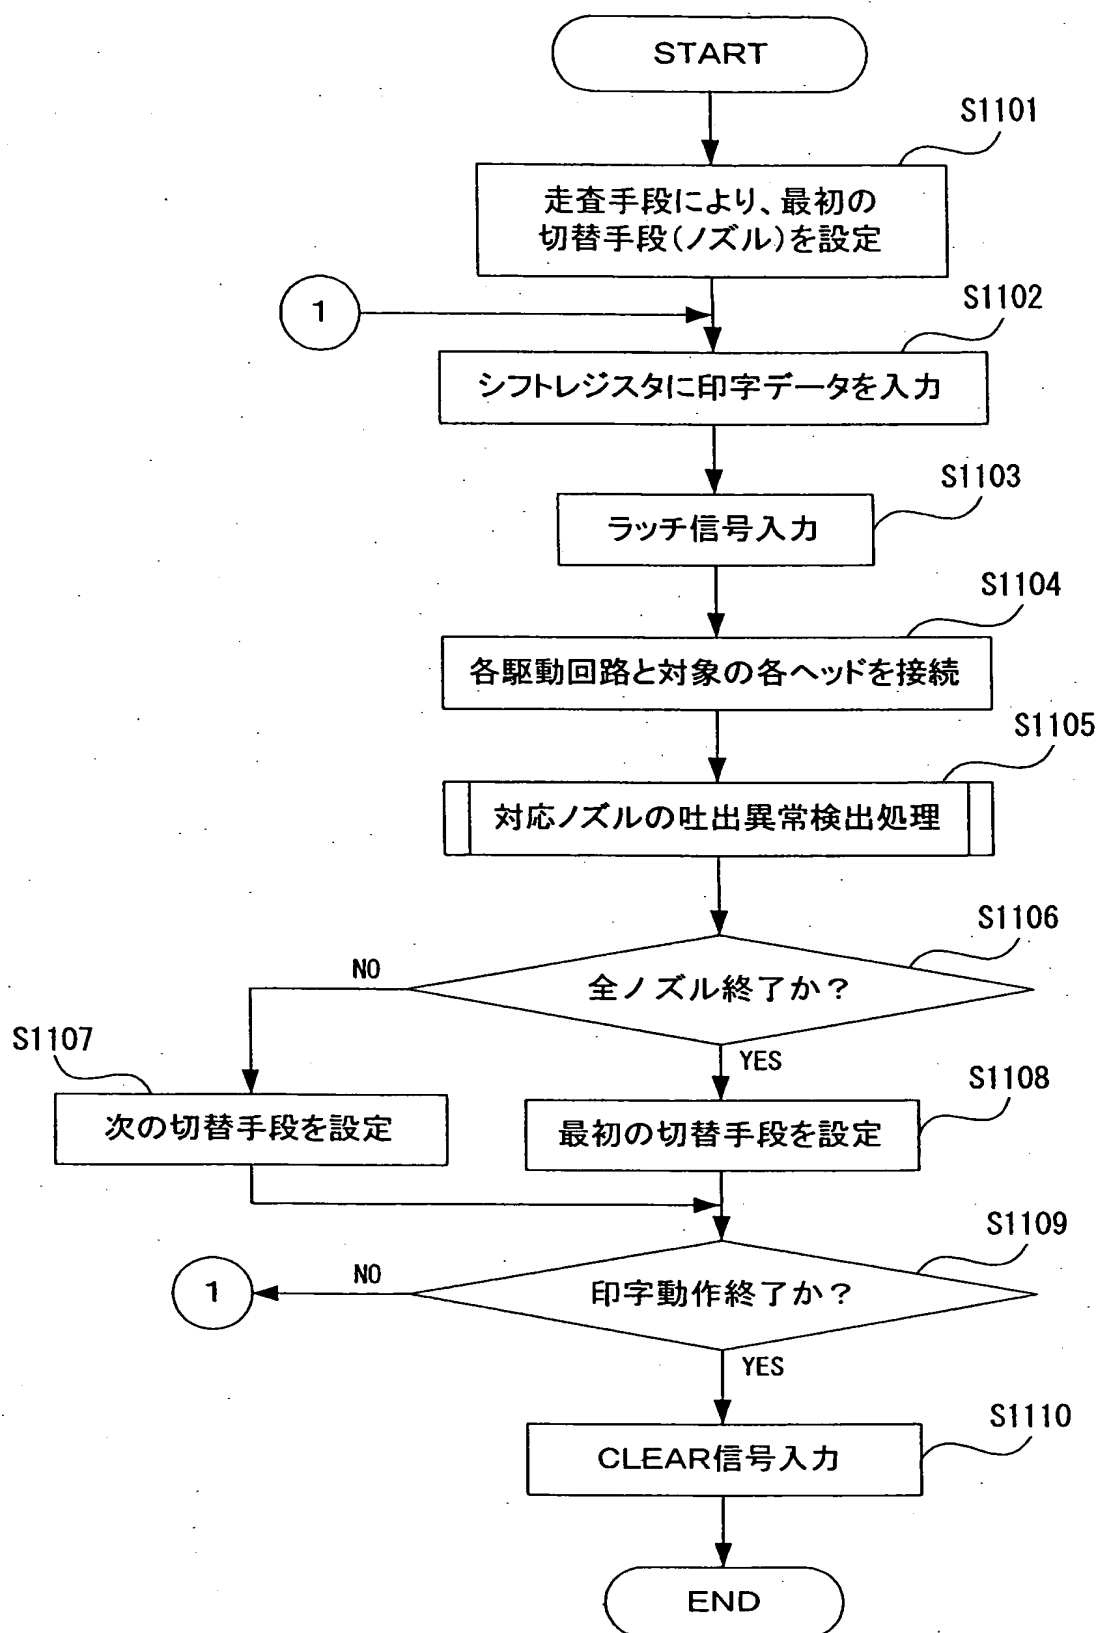 START
S1101
走査手段により、最初の
切替手段(ノズル)を設定
1
S1102
シフトレジスタに印字データを入力
S1103
ラッチ信号入力
S1104
各駆動回路と対象の各ヘッドを接続
S1105
対応ノズルの吐出異常検出処理
S1106
全ノズル終了か?
NO
YES
S1107
次の切替手段を設定
S1108
最初の切替手段を設定
S1109
印字動作終了か?
NO
1
YES
S1110
CLEAR信号入力
END